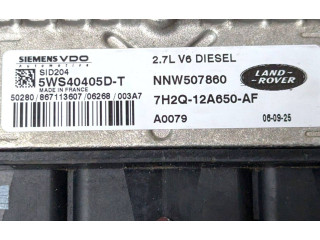 SIEMENS VDO
SID204
5WS40405D-T
MADE IN FRANCE
50280/867113607/06268/003A7
2.7L V6 DIESEL
NNW507860
7H2Q-12A650-AF
A0079
06-09-25
LAND-
ROVER